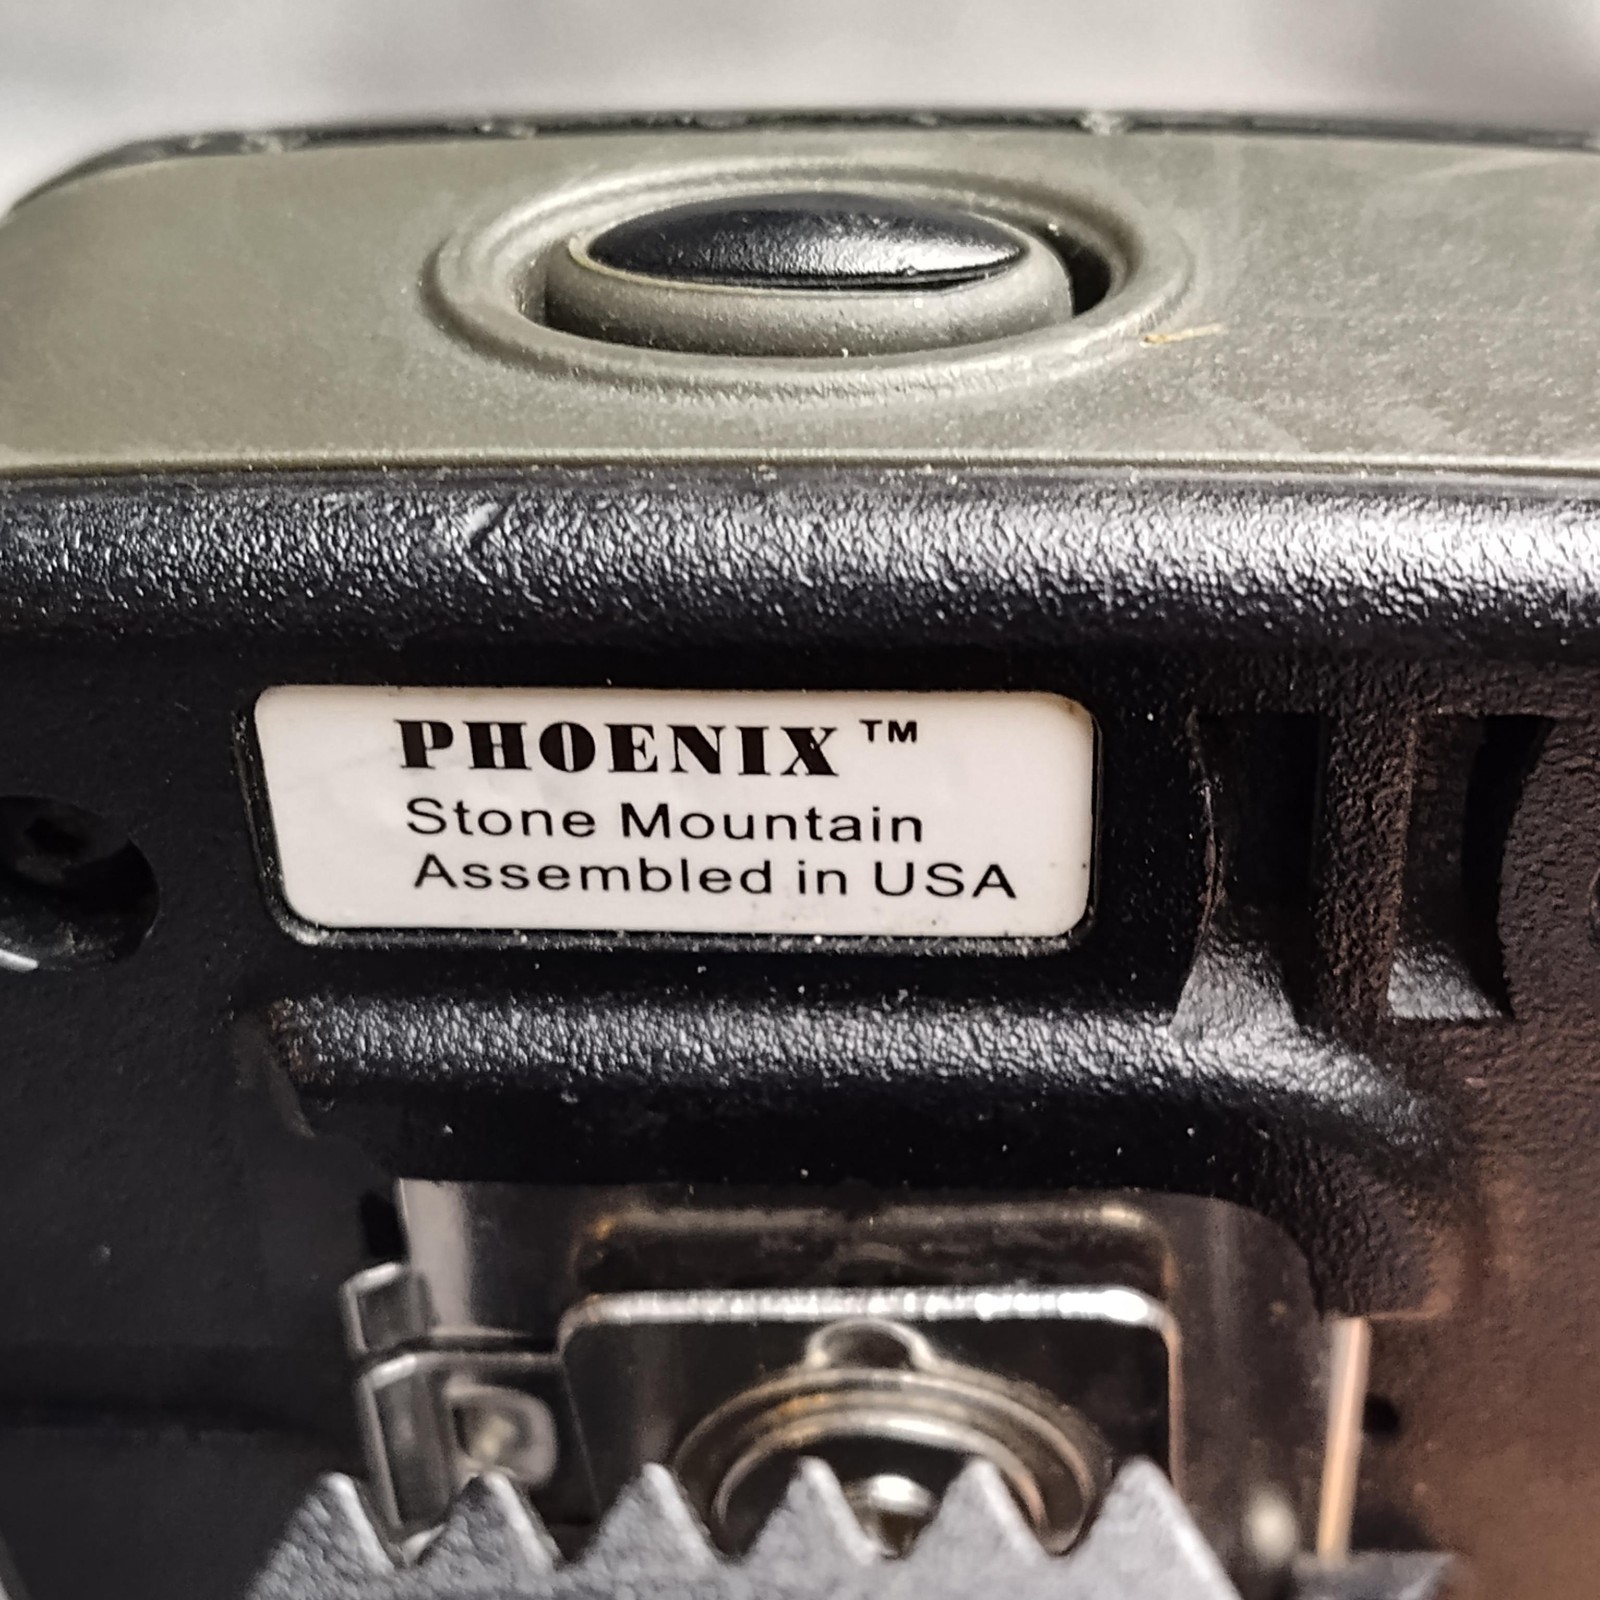 PHOENIX™
Stone Mountain
Assembled in USA